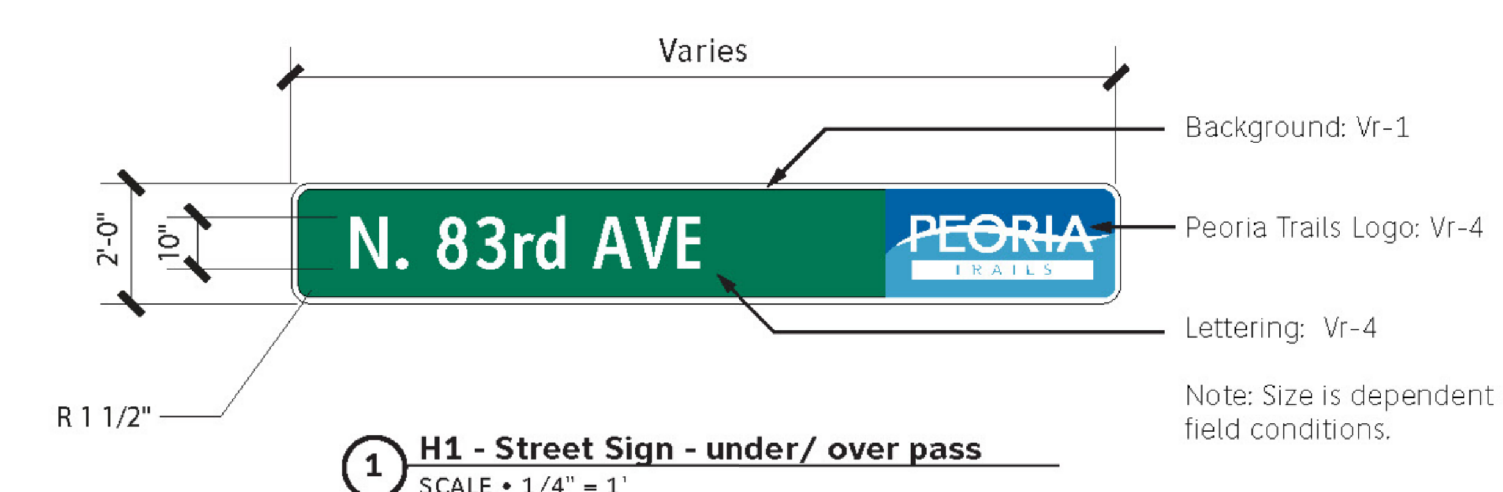 Varies
Background: Vr-1
2'-0"
10"
N. 83rd AVE
PEORIA
TRAILS
Peoria Trails Logo: Vr-4
Lettering: Vr-4
R 1 1/2"
Note: Size is dependent
field conditions.
1
H1 - Street Sign - under/ over pass
SCALE • 1/4" = 1'